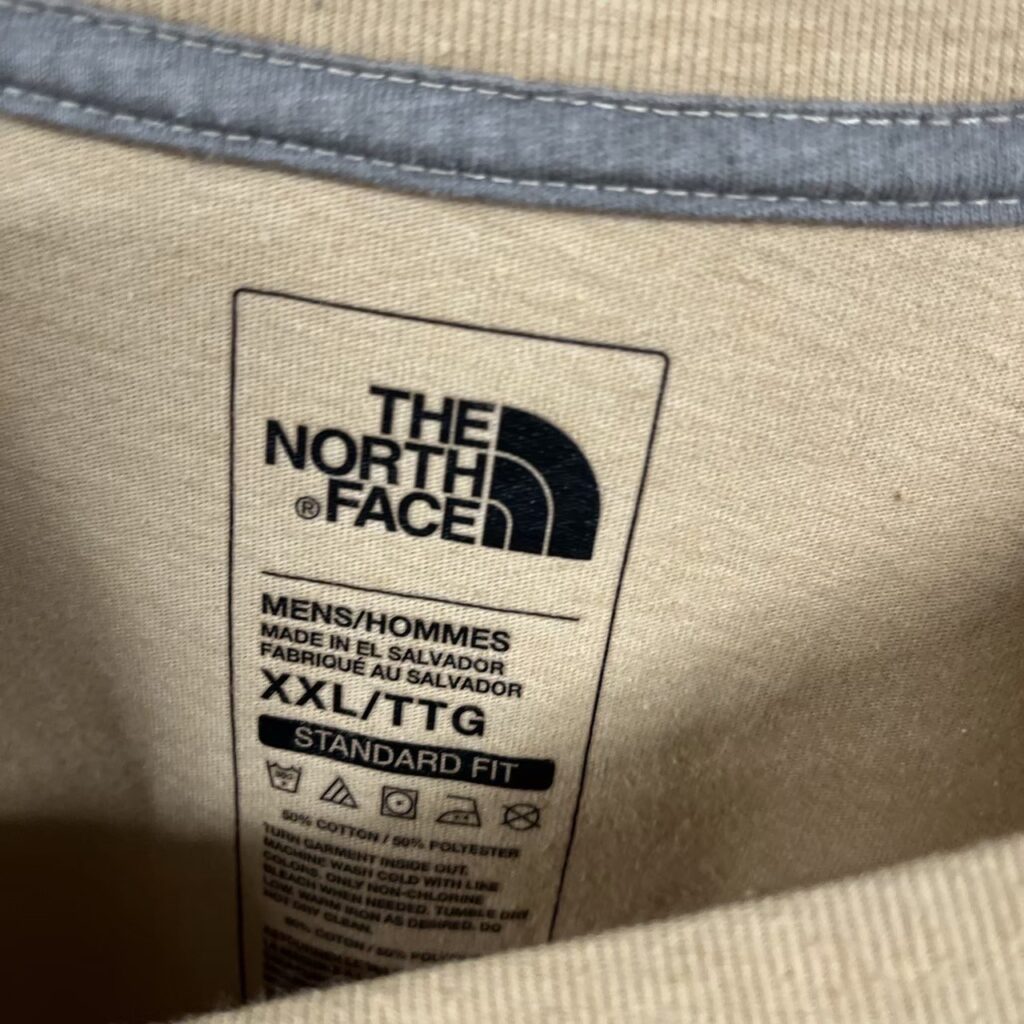 THE
NORTH
® FACE
MENS/HOMMES
MADE IN EL SALVADOR
FABRIQUÉ AU SALVADOR
XXL/TTG
STANDARD FIT
50% COTTON / 50% POLYESTER
TURN GARMENT INSIDE OUT.
MACHINE WASH COLD WITH LIKE
COLORS. ONLY NON-CHLORINE
BLEACH WHEN NEEDED. TUMBLE DRY
LOW. WARM IRON AS DESIRED. DO
NOT DRY CLEAN.